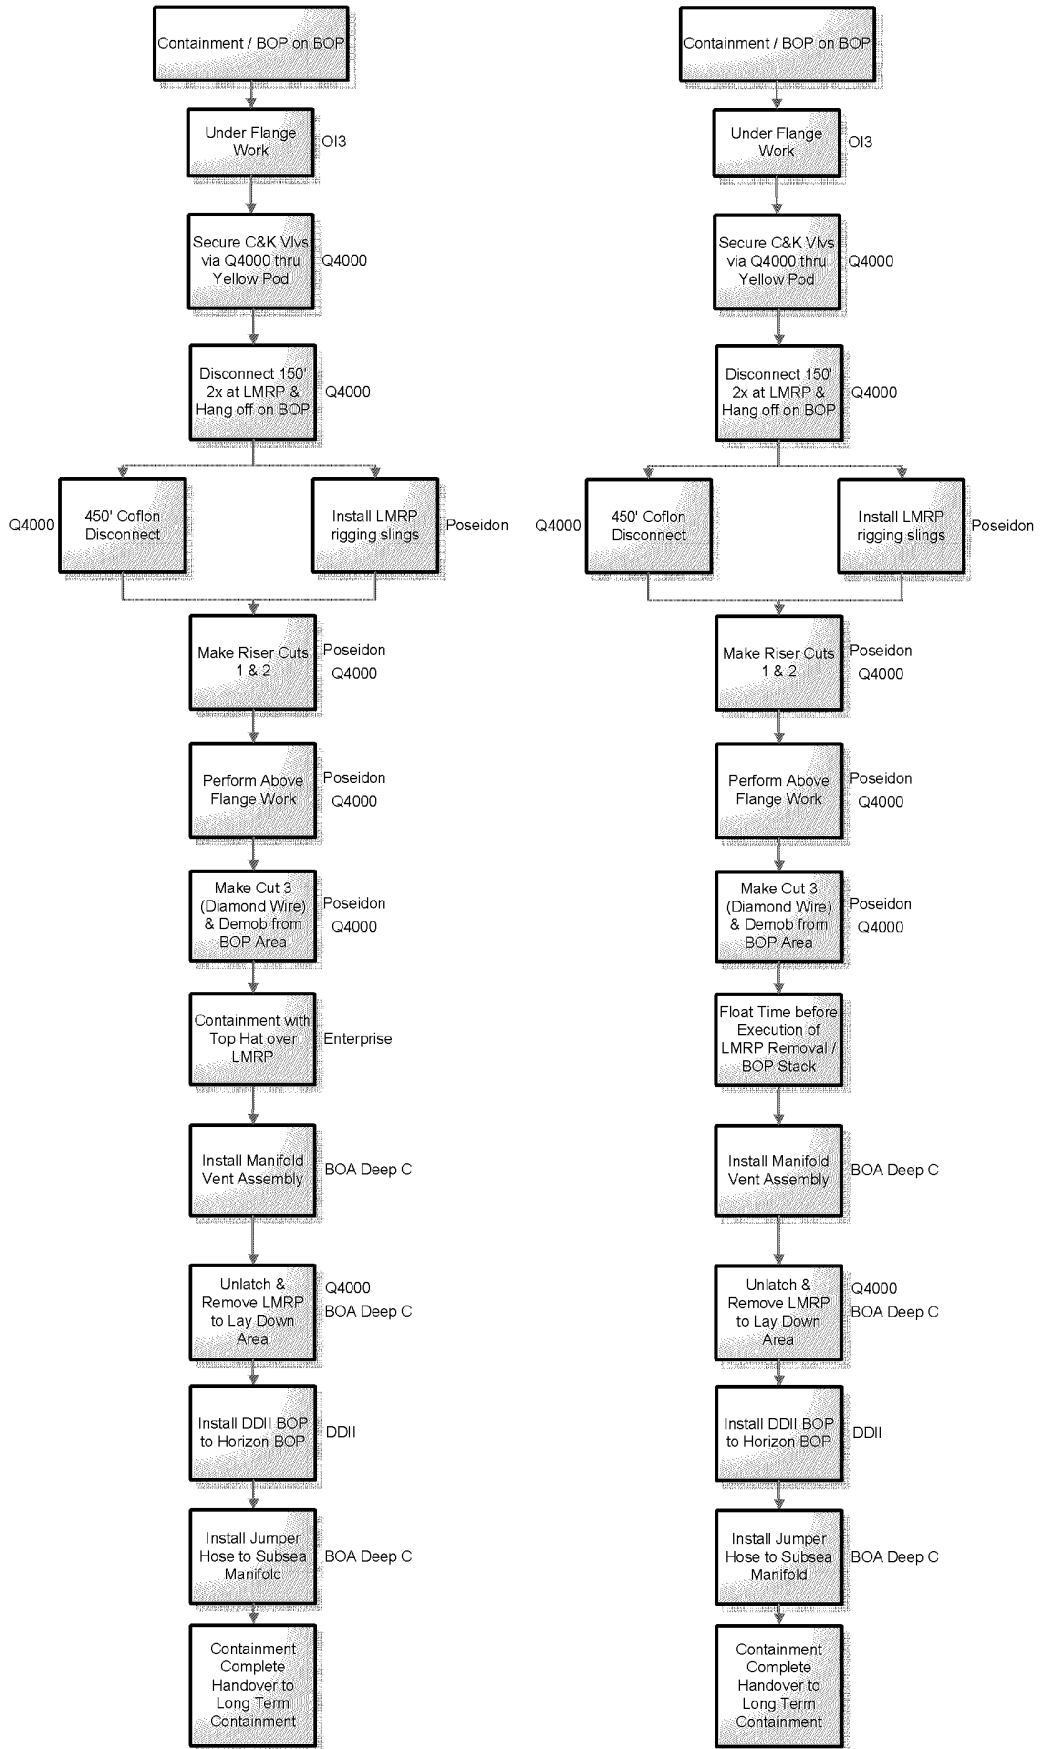 Containment / BOP on BOP
Under Flange
Work
OI3
Secure C&K Vlvs
via Q4000 thru
Yellow Pod
Q4000
Disconnect 150'
2x at LMRP &
Hang off on BOP
Q4000
Q4000
450' Coflon
Disconnect
Install LMRP
rigging slings
Poseidon
Make Riser Cuts
1 & 2
Poseidon
Q4000
Perform Above
Flange Work
Poseidon
Q4000
Make Cut 3
(Diamond Wire)
& Demob from
BOP Area
Poseidon
Q4000
Containment with
Top Hat over
LMRP
Enterprise
Install Manifold
Vent Assembly
BOA Deep C
Unlatch &
Remove LMRP
to Lay Down
Area
Q4000
BOA Deep C
Install DDII BOP
to Horizon BOP
DDII
Install Jumper
Hose to Subsea
Manifold
BOA Deep C
Containment
Complete
Handover to
Long Term
Containment
Containment / BOP on BOP
Under Flange
Work
OI3
Secure C&K Vlvs
via Q4000 thru
Yellow Pod
Q4000
Disconnect 150'
2x at LMRP &
Hang off on BOP
Q4000
Q4000
450' Coflon
Disconnect
Install LMRP
rigging slings
Poseidon
Make Riser Cuts
1 & 2
Poseidon
Q4000
Perform Above
Flange Work
Poseidon
Q4000
Make Cut 3
(Diamond Wire)
& Demob from
BOP Area
Poseidon
Q4000
Float Time before
Execution of
LMRP Removal /
BOP Stack
Install Manifold
Vent Assembly
BOA Deep C
Unlatch &
Remove LMRP
to Lay Down
Area
Q4000
BOA Deep C
Install DDII BOP
to Horizon BOP
DDII
Install Jumper
Hose to Subsea
Manifold
BOA Deep C
Containment
Complete
Handover to
Long Term
Containment